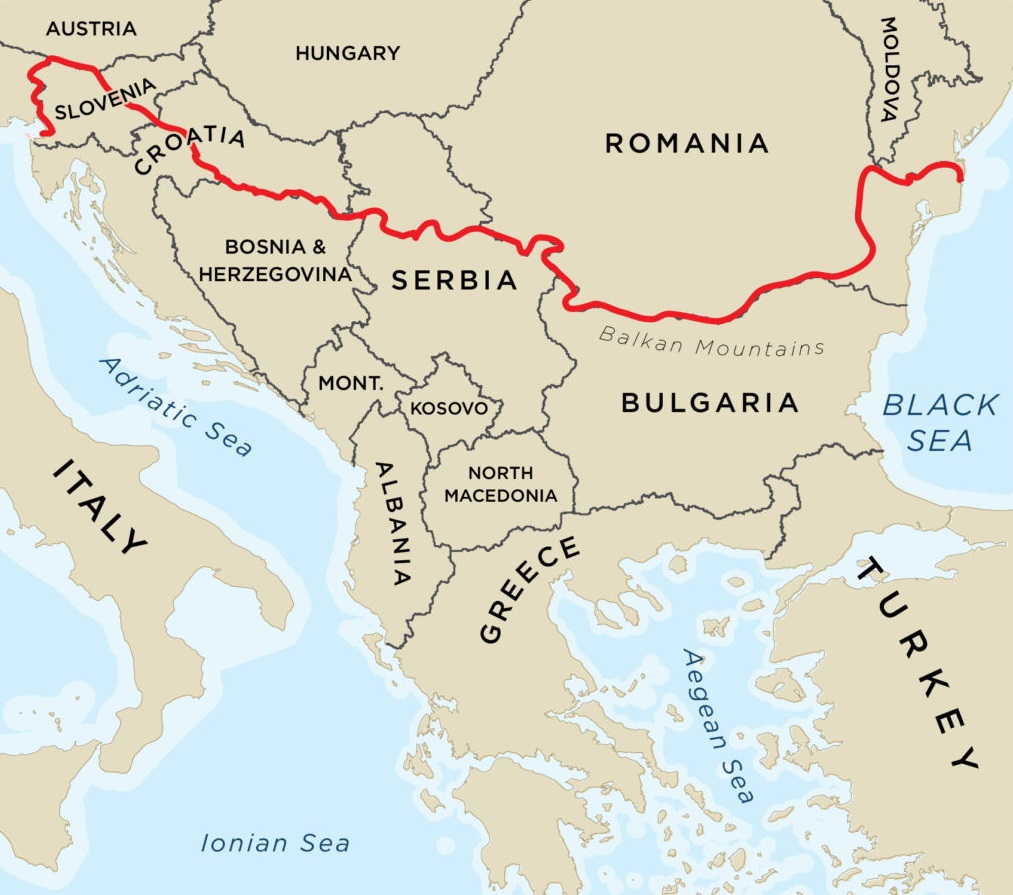 AUSTRIA
HUNGARY
MOLDOVA
SLOVENIA
CROATIA
ROMANIA
BOSNIA &
HERZEGOVINA
SERBIA
Balkan Mountains
Adriatic Sea
MONT.
KOSOVO
BULGARIA
BLACK
SEA
ITALY
ALBANIA
NORTH
MACEDONIA
GREECE
TURKEY
Aegean Sea
Ionian Sea